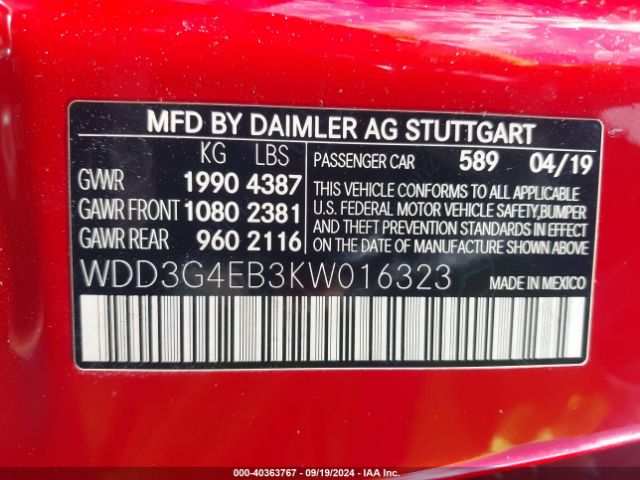 MFD BY DAIMLER AG STUTTGART
KG LBS
GVWR 1990 4387
GAWR FRONT 1080 2381
GAWR REAR 960 2116
PASSENGER CAR 589 04/19
THIS VEHICLE CONFORMS TO ALL APPLICABLE
U.S. FEDERAL MOTOR VEHICLE SAFETY,BUMPER
AND THEFT PREVENTION STANDARDS IN EFFECT
ON THE DATE OF MANUFACTURE SHOWN ABOVE.
WDD3G4EB3KW016323
MADE IN MEXICO
000-40363767 - 09/19/2024 - IAA Inc.